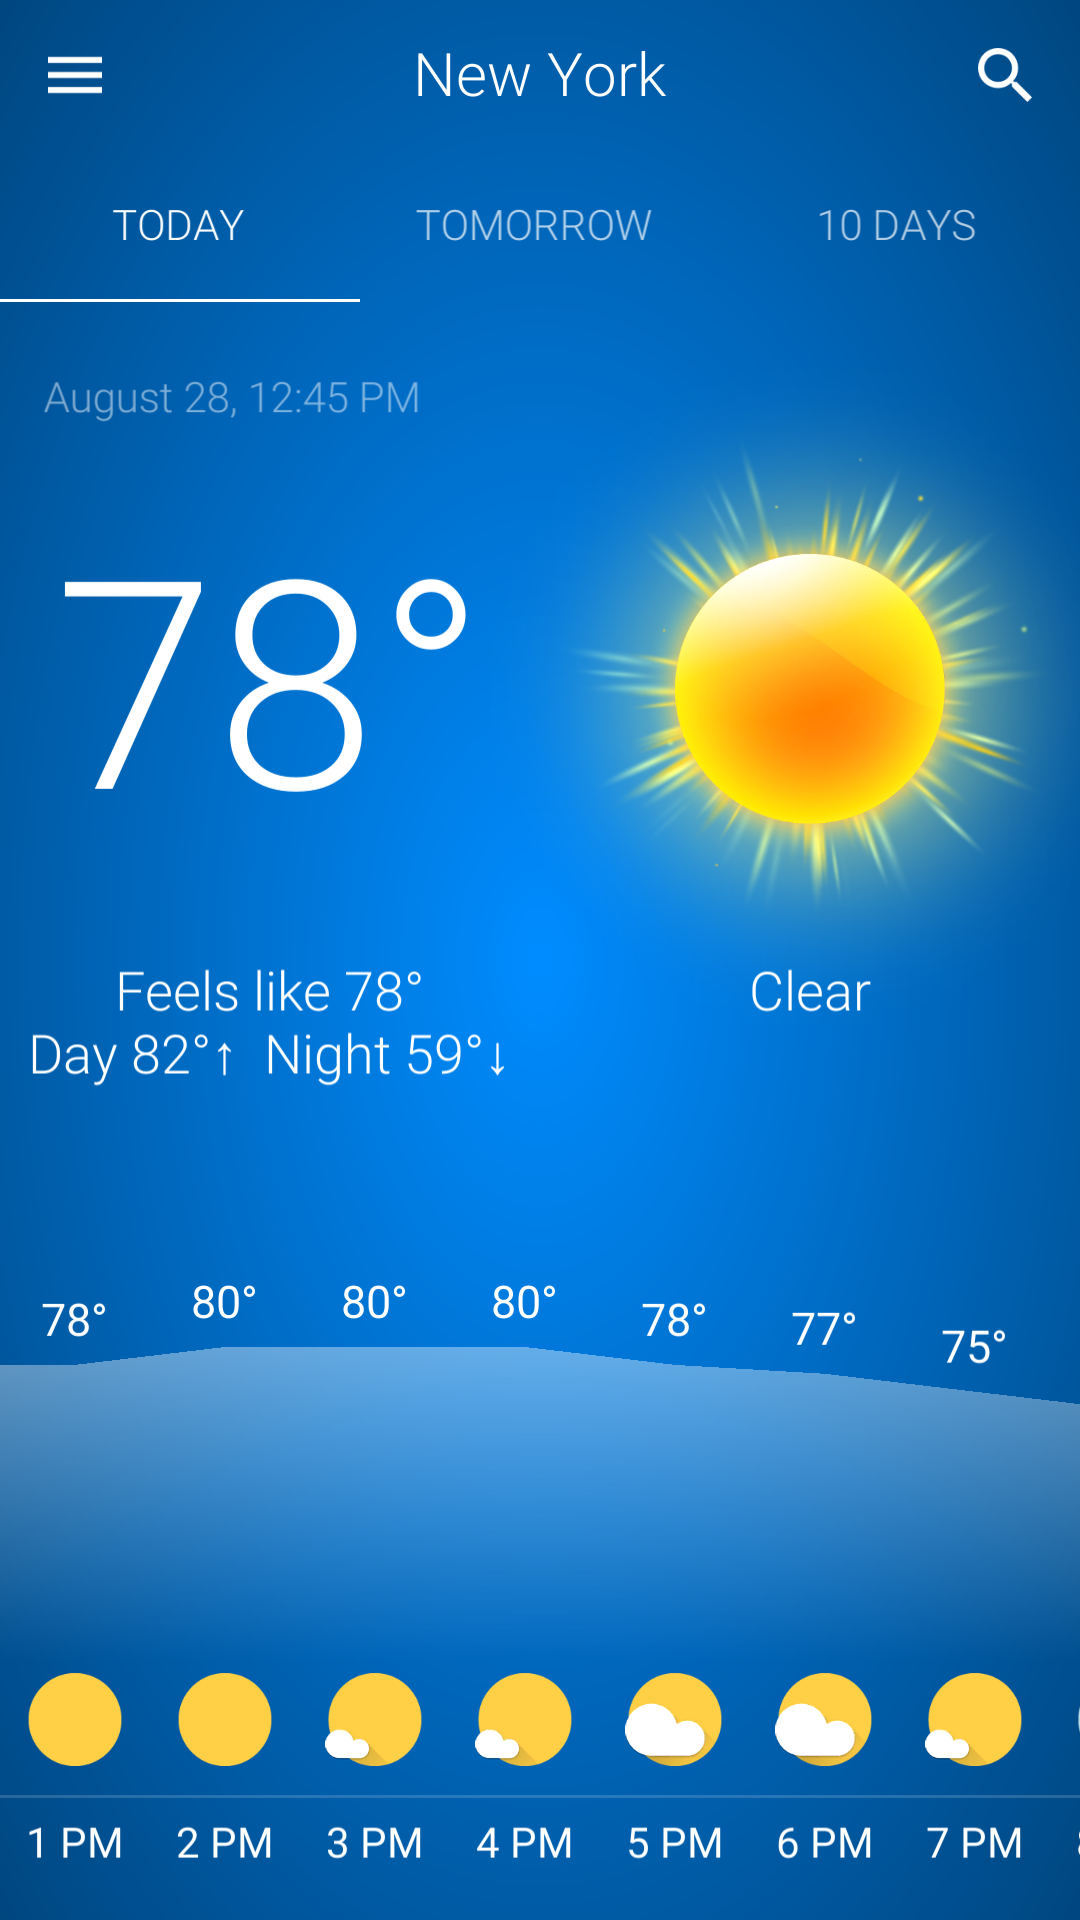 New York
TODAY TOMORROW 10 DAYS
August 28, 12:45 PM
78°
Feels like 78°
Clear
Day 82°↑ Night 59°↓
78° 80° 80° 80° 78° 77° 75°
1 PM 2 PM 3 PM 4 PM 5 PM 6 PM 7 PM